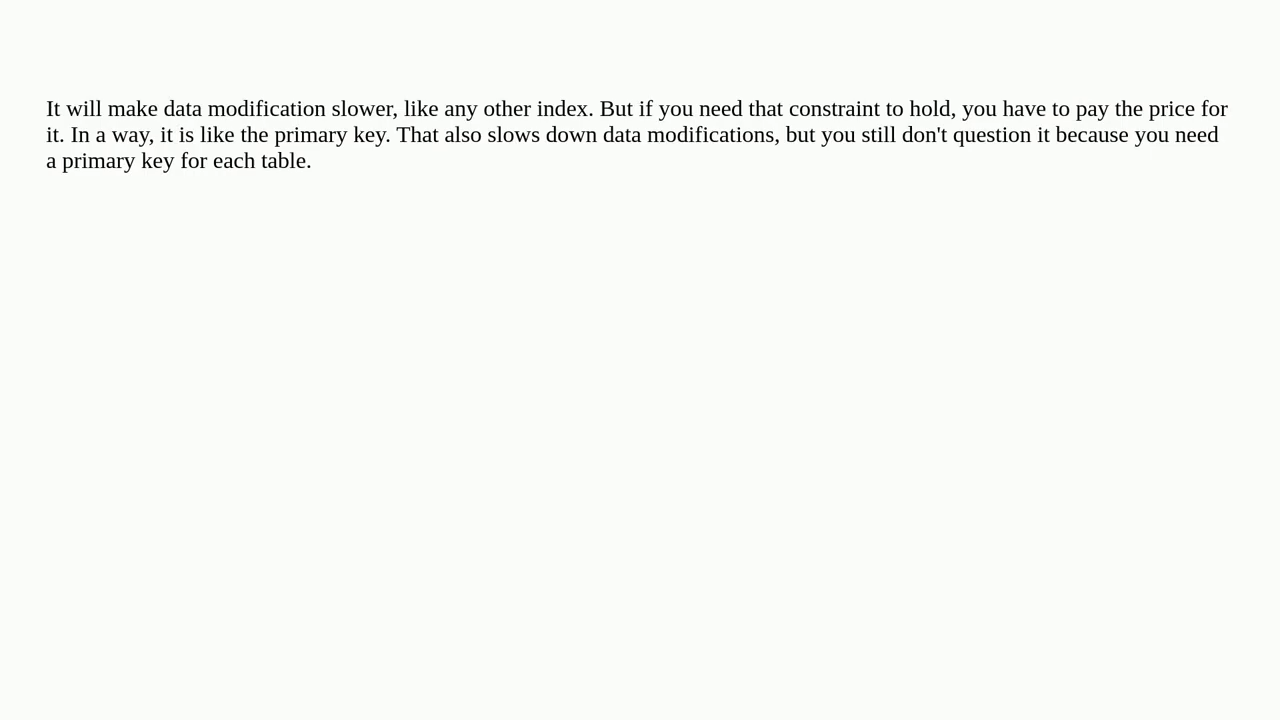 It will make data modification slower, like any other index. But if you need that constraint to hold, you have to pay the price for
it. In a way, it is like the primary key. That also slows down data modifications, but you still don't question it because you need
a primary key for each table.